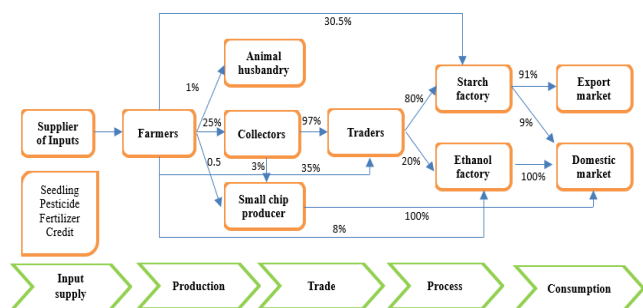 30.5%
Animal
husbandry
1%
Starch
factory
91%
Export
market
80%
Supplier
of Inputs
Farmers
25%
Collectors
97%
Traders
9%
0.5
3%
35%
20%
Ethanol
factory
100%
Domestic
market
Seedling
Pesticide
Fertilizer
Credit
Small chip
producer
100%
8%
Input
supply
Production
Trade
Process
Consumption